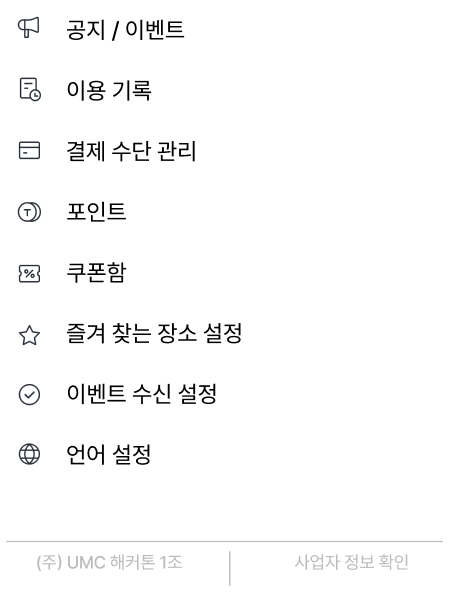 공지 / 이벤트
이용 기록
결제 수단 관리
포인트
쿠폰함
즐겨 찾는 장소 설정
이벤트 수신 설정
언어 설정
(주) UMC 해커톤 1조
사업자 정보 확인